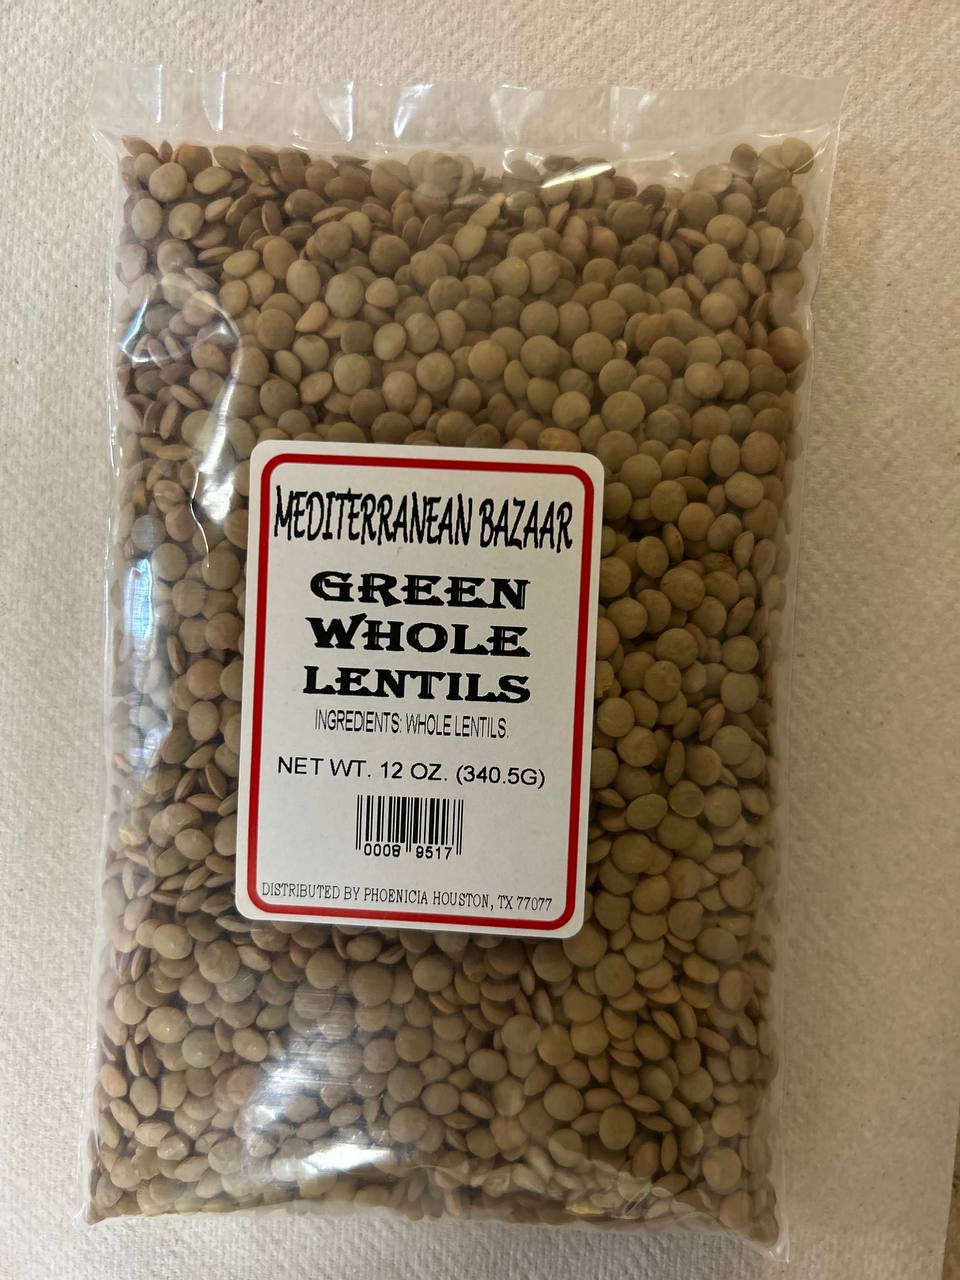 MEDITERRANEAN BAZAAR
GREEN
WHOLE
LENTILS
INGREDIENTS: WHOLE LENTILS.
NET WT. 12 OZ. (340.5G)
0008 9517
DISTRIBUTED BY PHOENICIA HOUSTON, TX 77077